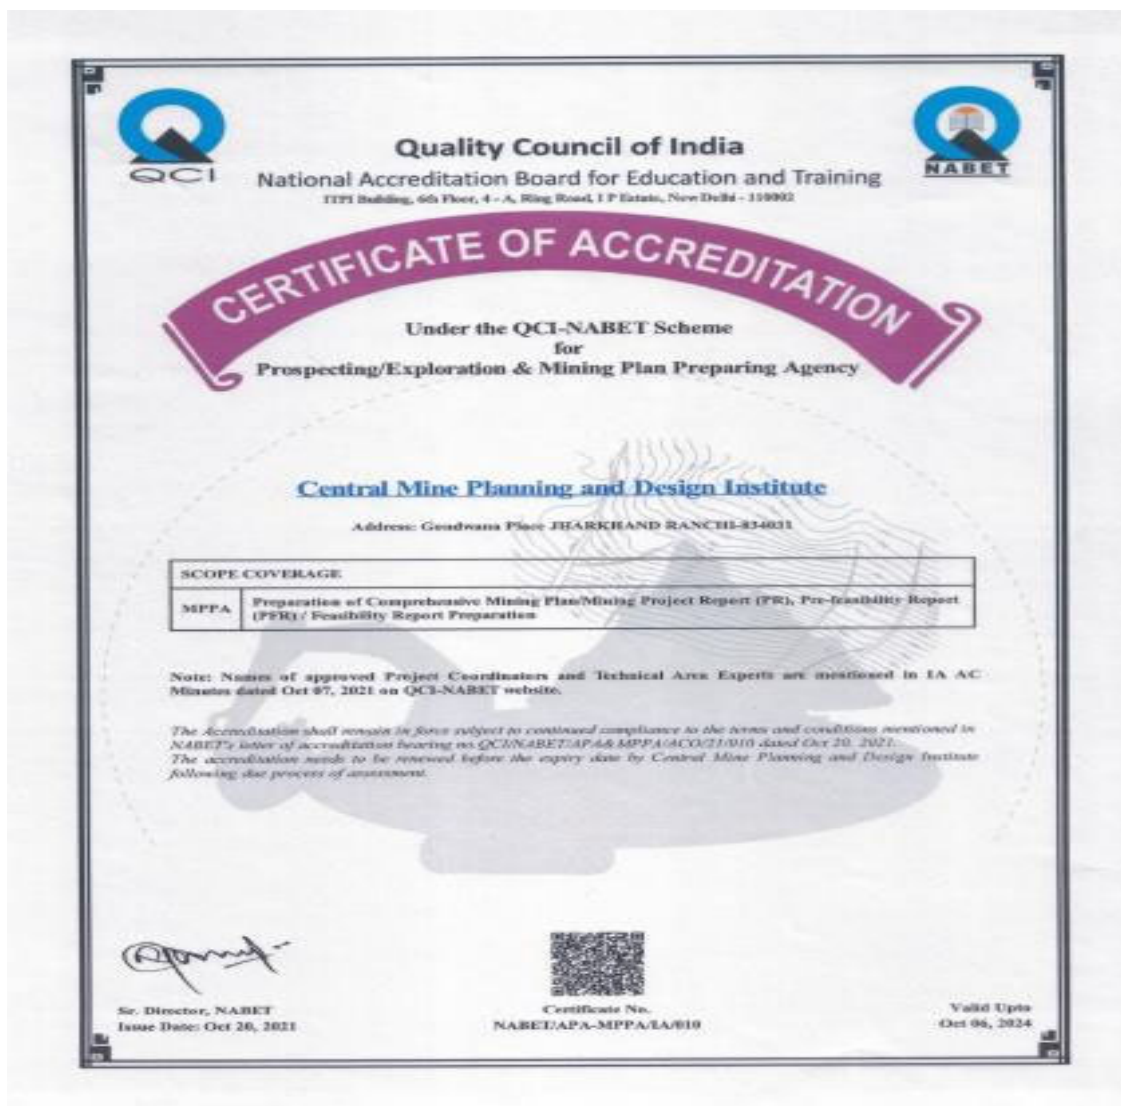 QCI
NABET
Quality Council of India
National Accreditation Board for Education and Training
ITPI Building, 6th Floor, 4 - A, Ring Road, I P Estate, New Delhi - 110002
CERTIFICATE OF ACCREDITATION
Under the QCI-NABET Scheme
for
Prospecting/Exploration & Mining Plan Preparing Agency
Central Mine Planning and Design Institute
Address: Gondwana Place JHARKHAND RANCHI-834031
SCOPE COVERAGE
MPPA
Preparation of Comprehensive Mining Plan/Mining Project Report (PR), Pre-feasibility Report
(PFR) / Feasibility Report Preparation
Note: Names of approved Project Coordinators and Technical Area Experts are mentioned in IA AC
Minutes dated Oct 07, 2021 on QCI-NABET website.
The Accreditation shall remain in force subject to continued compliance to the terms and conditions mentioned in
NABET's letter of accreditation bearing no. QCI/NABET/APA& MPPA/ACO/21/010 dated Oct 20, 2021.
The accreditation needs to be renewed before the expiry date by Central Mine Planning and Design Institute
following due process of assessment.
Sr. Director, NABET
Issue Date: Oct 20, 2021
Certificate No.
NABET/APA-MPPA/IA/010
Valid Upto
Oct 06, 2024